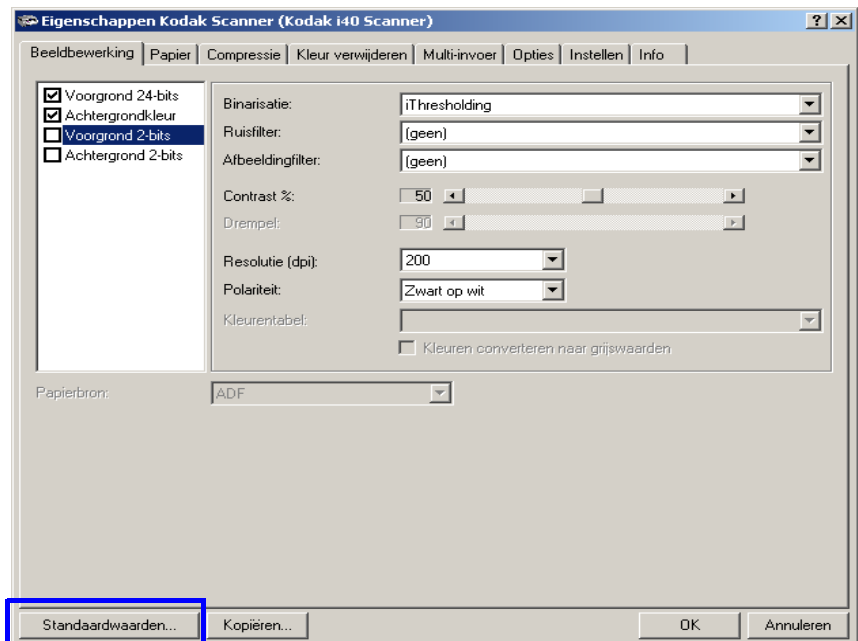 Eigenschappen Kodak Scanner (Kodak i40 Scanner)
Beeldbewerking Papier Compressie Kleur verwijderen Multi-invoer Opties Instellen Info
Voorgrond 24-bits
Achtergrondkleur
Voorgrond 2-bits
Achtergrond 2-bits
Binarisatie: iThresholding
Ruisfilter: (geen)
Afbeeldingfilter: (geen)
Contrast %: 50
Drempel: 90
Resolutie (dpi): 200
Polariteit: Zwart op wit
Kleurentabel:
Kleuren converteren naar grijswaarden
Papierbron: ADF
Standaardwaarden... Kopiëren... OK Annuleren